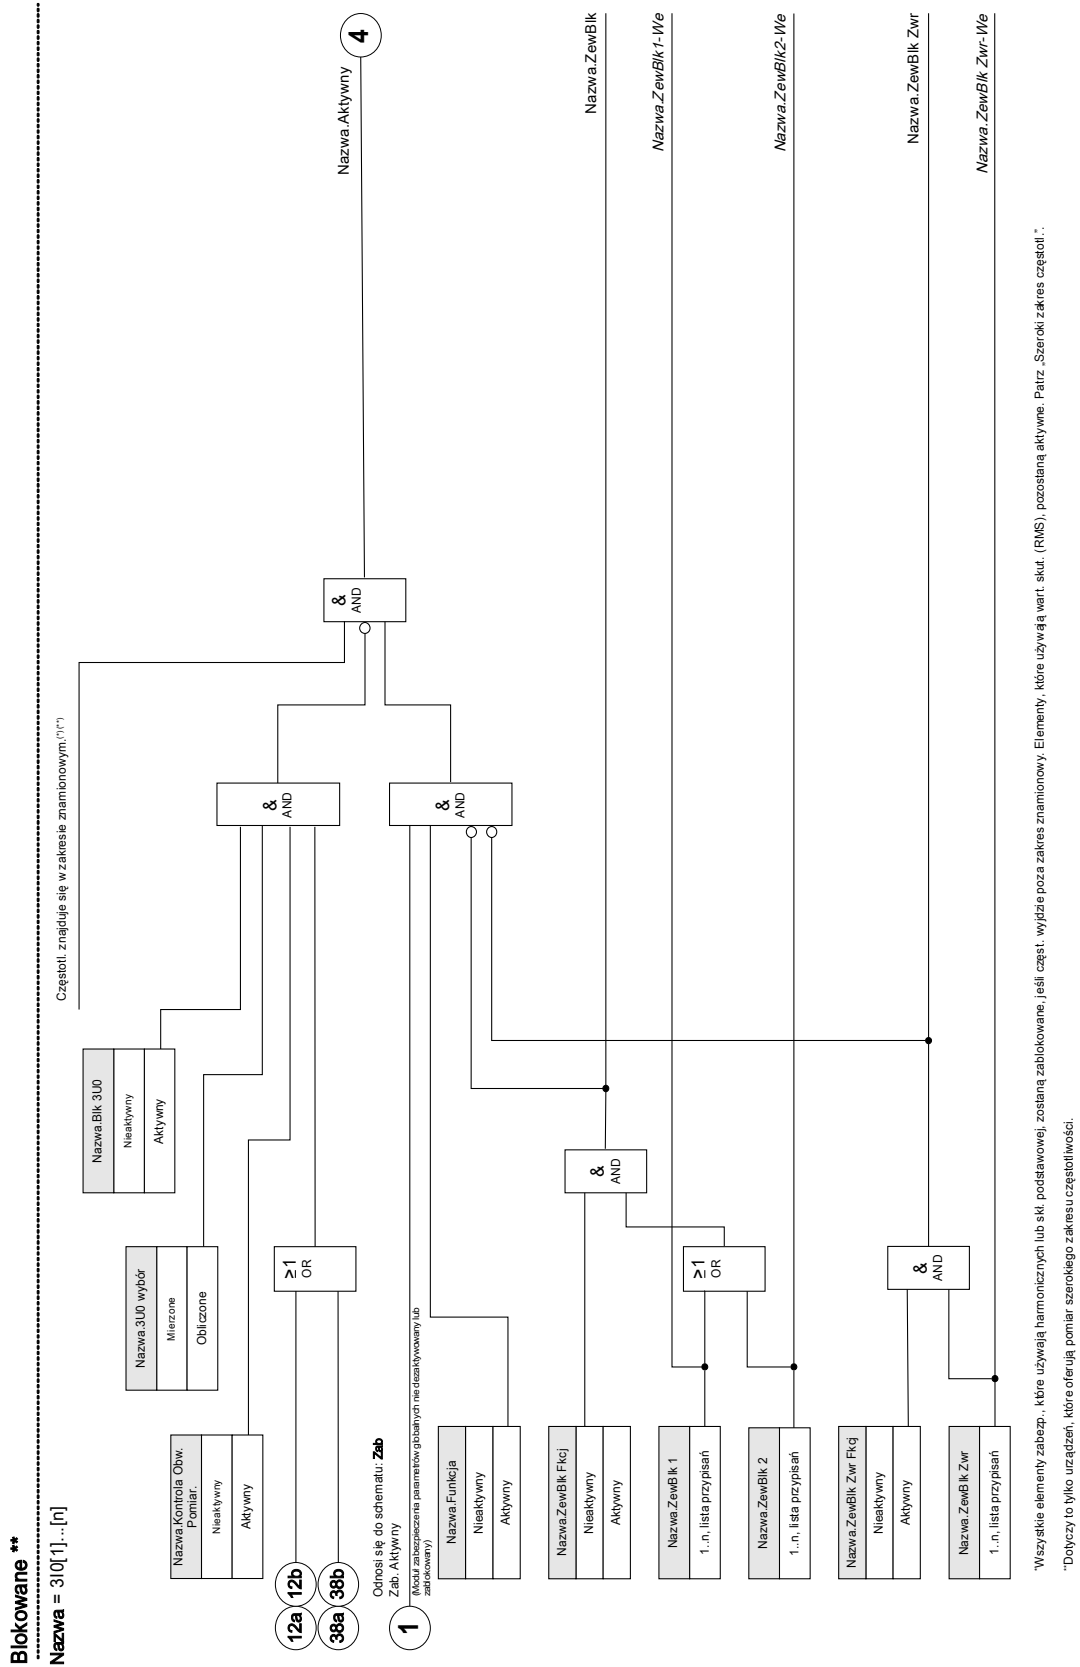 Blokowane **
Nazwa = 3I0[1]...[n]
Częstotl. znajduje się w zakresie znamionowym.(*)(**)
Nazwa.Blk 3U0
Nieaktywny
Aktywny
Nazwa.3U0 wybór
Mierzone
Obliczone
Nazwa.Kontrola Obw.
Pomiar.
Nieaktywny
Aktywny
12a
12b
38a
38b
≥1
OR
&
AND
&
AND
&
AND
Nazwa.Aktywny
4
Odnosi się do schematu: Zab
Zab. Aktywny
(Moduł zabezpieczenia parametrów globalnych nie dezaktywowany lub
zablokowany)
1
Nazwa.Funkcja
Nieaktywny
Aktywny
Nazwa.ZewBlk Fkcj
Nieaktywny
Aktywny
&
AND
Nazwa.ZewBlk
Nazwa.ZewBlk 1
1..n, lista przypisań
≥1
OR
Nazwa.ZewBlk1-We
Nazwa.ZewBlk 2
1..n, lista przypisań
Nazwa.ZewBlk2-We
Nazwa.ZewBlk Zwr Fkcj
Nieaktywny
Aktywny
&
AND
Nazwa.ZewBlk Zwr
Nazwa.ZewBlk Zwr
1..n, lista przypisań
Nazwa.ZewBlk Zwr-We
*Wszystkie elementy zabezp., które używają harmonicznych lub skł. podstawowej, zostaną zablokowane, jeśli częst. wyjdzie poza zakres znamionowy. Elementy, które używają wart. skut. (RMS), pozostaną aktywne. Patrz „Szeroki zakres częstotl.”.
**Dotyczy to tylko urządzeń, które oferują pomiar szerokiego zakresu częstotliwości.